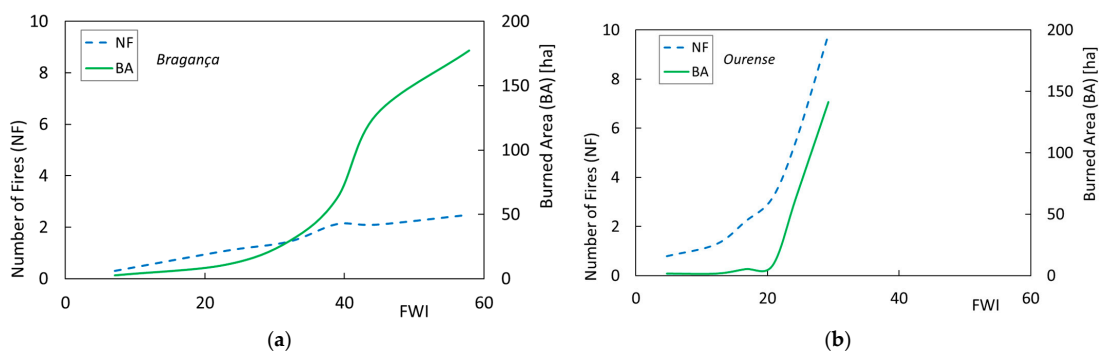 10
8
6
4
2
0
Number of Fires (NF)
NF
BA
Bragança
200
150
100
50
0
Burned Area (BA) [ha]
0 20 40 60
FWI
(a)
10
8
6
4
2
0
Number of Fires (NF)
NF
BA
Ourense
200
150
100
50
0
Burned Area (BA) [ha]
0 20 40 60
FWI
(b)